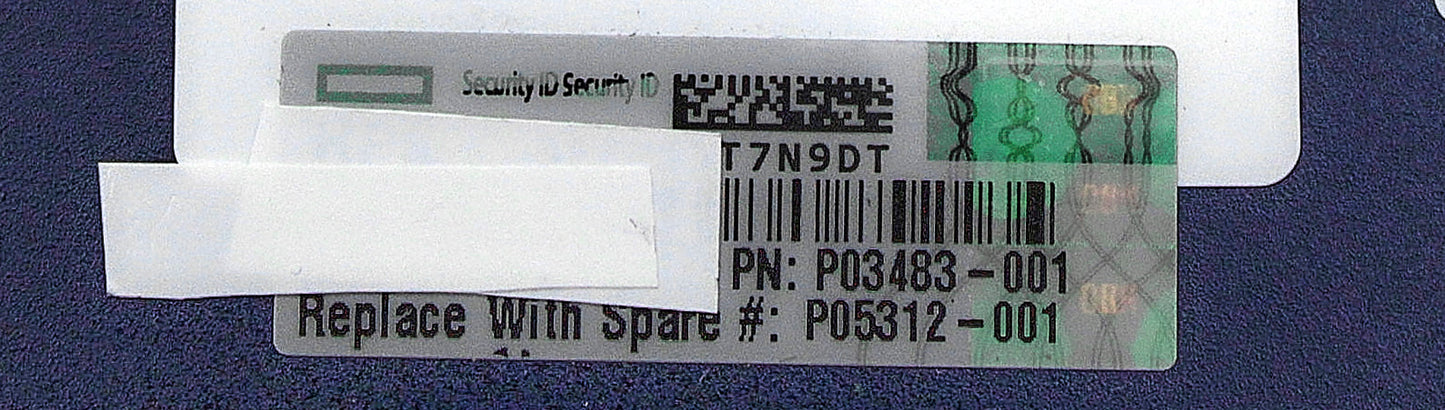 Security ID Security ID
T7N9DT
PN: P03483-001
Replace With Spare #: P05312-001